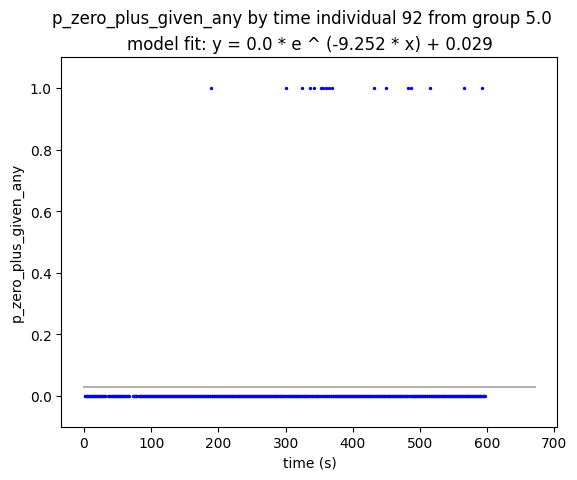 p_zero_plus_given_any by time individual 92 from group 5.0
model fit: y = 0.0 * e ^ (-9.252 * x) + 0.029
1.0
0.8
0.6
0.4
0.2
0.0
p_zero_plus_given_any
0 100 200 300 400 500 600 700
time (s)